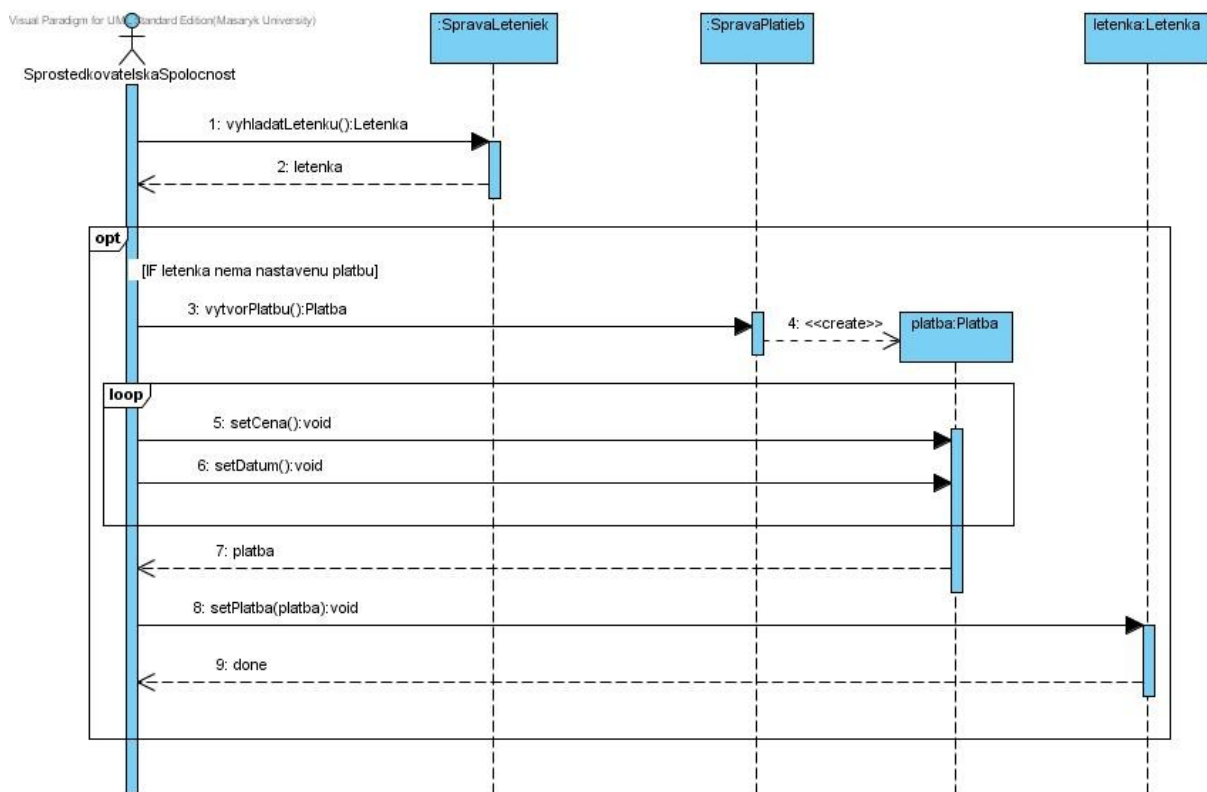 Visual Paradigm for UML Standard Edition(Masaryk University)
:SpravaLeteniek
:SpravaPlatieb
letenka:Letenka
SprostedkovatelskaSpolocnost
1: vyhladatLetenku():Letenka
2: letenka
opt
[IF letenka nema nastavenu platbu]
3: vytvorPlatbu():Platba
4: <<create>>
platba:Platba
loop
5: setCena():void
6: setDatum():void
7: platba
8: setPlatba(platba):void
9: done